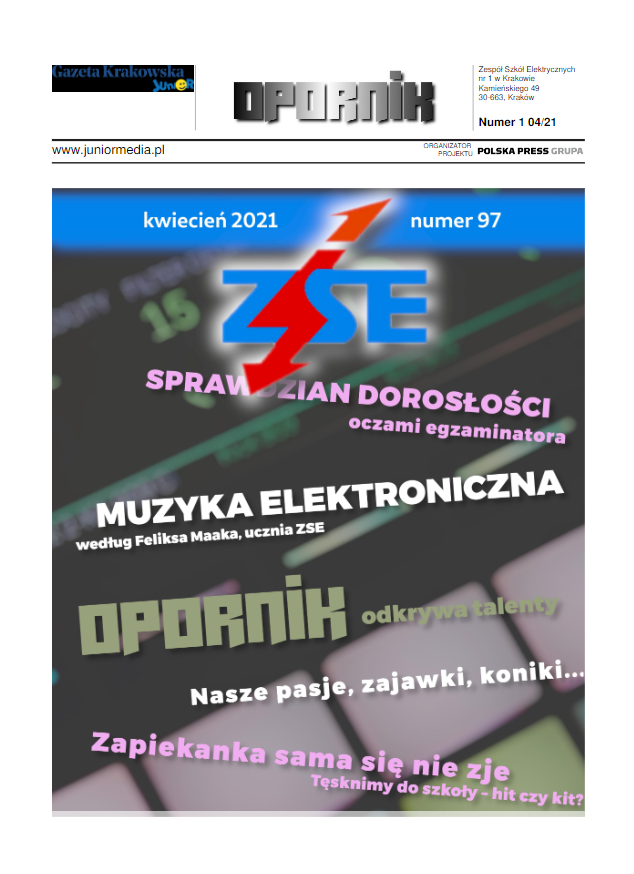 Gazeta Krakowska
JUNIOR
OPORNIK
Zespół Szkół Elektrycznych
nr 1 w Krakowie
Kamieńskiego 49
30-663, Kraków
Numer 1 04/21
www.juniormedia.pl
ORGANIZATOR
PROJEKTU
POLSKA PRESS GRUPA
kwiecień 2021
numer 97
ZSE
15
SPRAWDZIAN DOROSŁOŚCI
oczami egzaminatora
MUZYKA ELEKTRONICZNA
według Feliksa Maaka, ucznia ZSE
OPORNIK odkrywa talenty
Nasze pasje, zajawki, koniki...
Zapiekanka sama się nie zje
Tęsknimy do szkoły – hit czy kit?